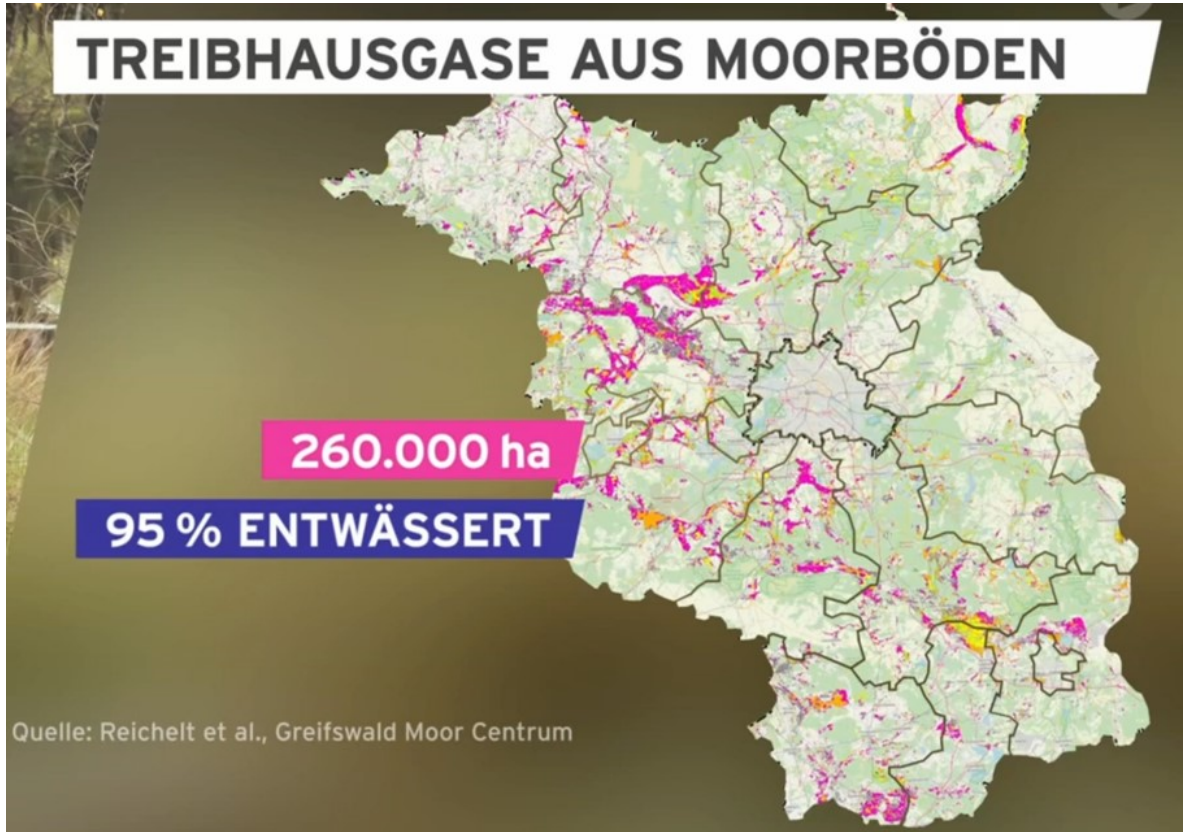 TREIBHAUSGASE AUS MOORBÖDEN
260.000 ha
95 % ENTWÄSSERT
Quelle: Reichelt et al., Greifswald Moor Centrum